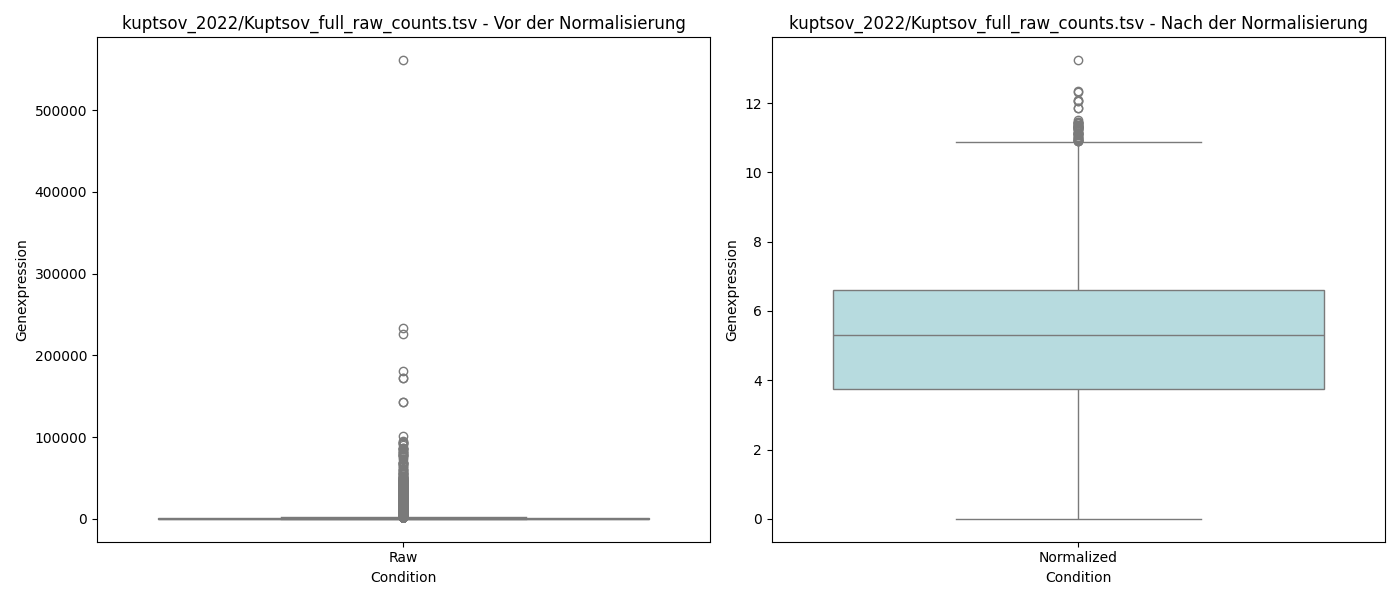 kuptsov_2022/Kuptsov_full_raw_counts.tsv - Vor der Normalisierung
Genexpression
500000
400000
300000
200000
100000
0
Raw
Condition
kuptsov_2022/Kuptsov_full_raw_counts.tsv - Nach der Normalisierung
Genexpression
12
10
8
6
4
2
0
Normalized
Condition